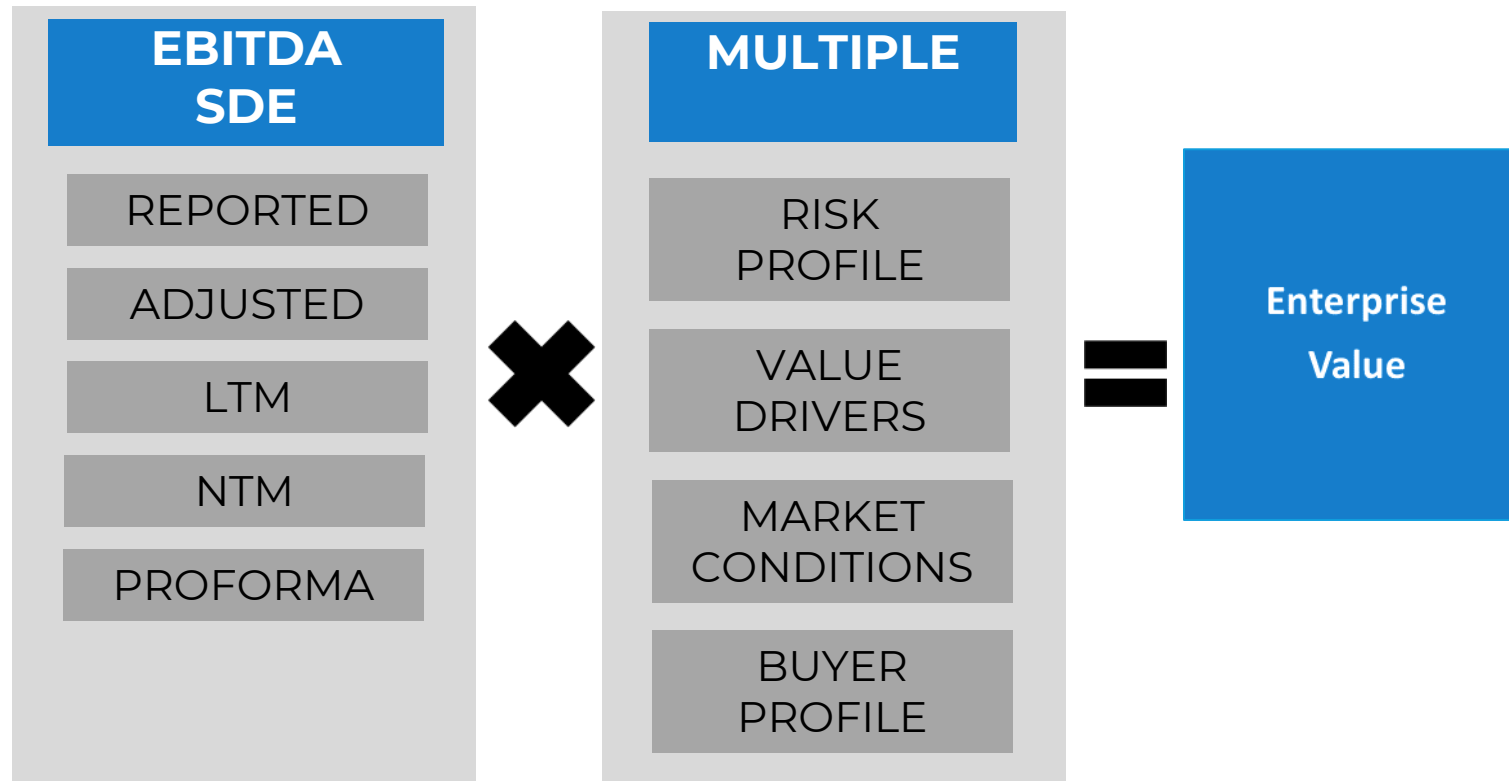 EBITDA
SDE
REPORTED
ADJUSTED
LTM
NTM
PROFORMA
MULTIPLE
RISK
PROFILE
VALUE
DRIVERS
MARKET
CONDITIONS
BUYER
PROFILE
Enterprise
Value